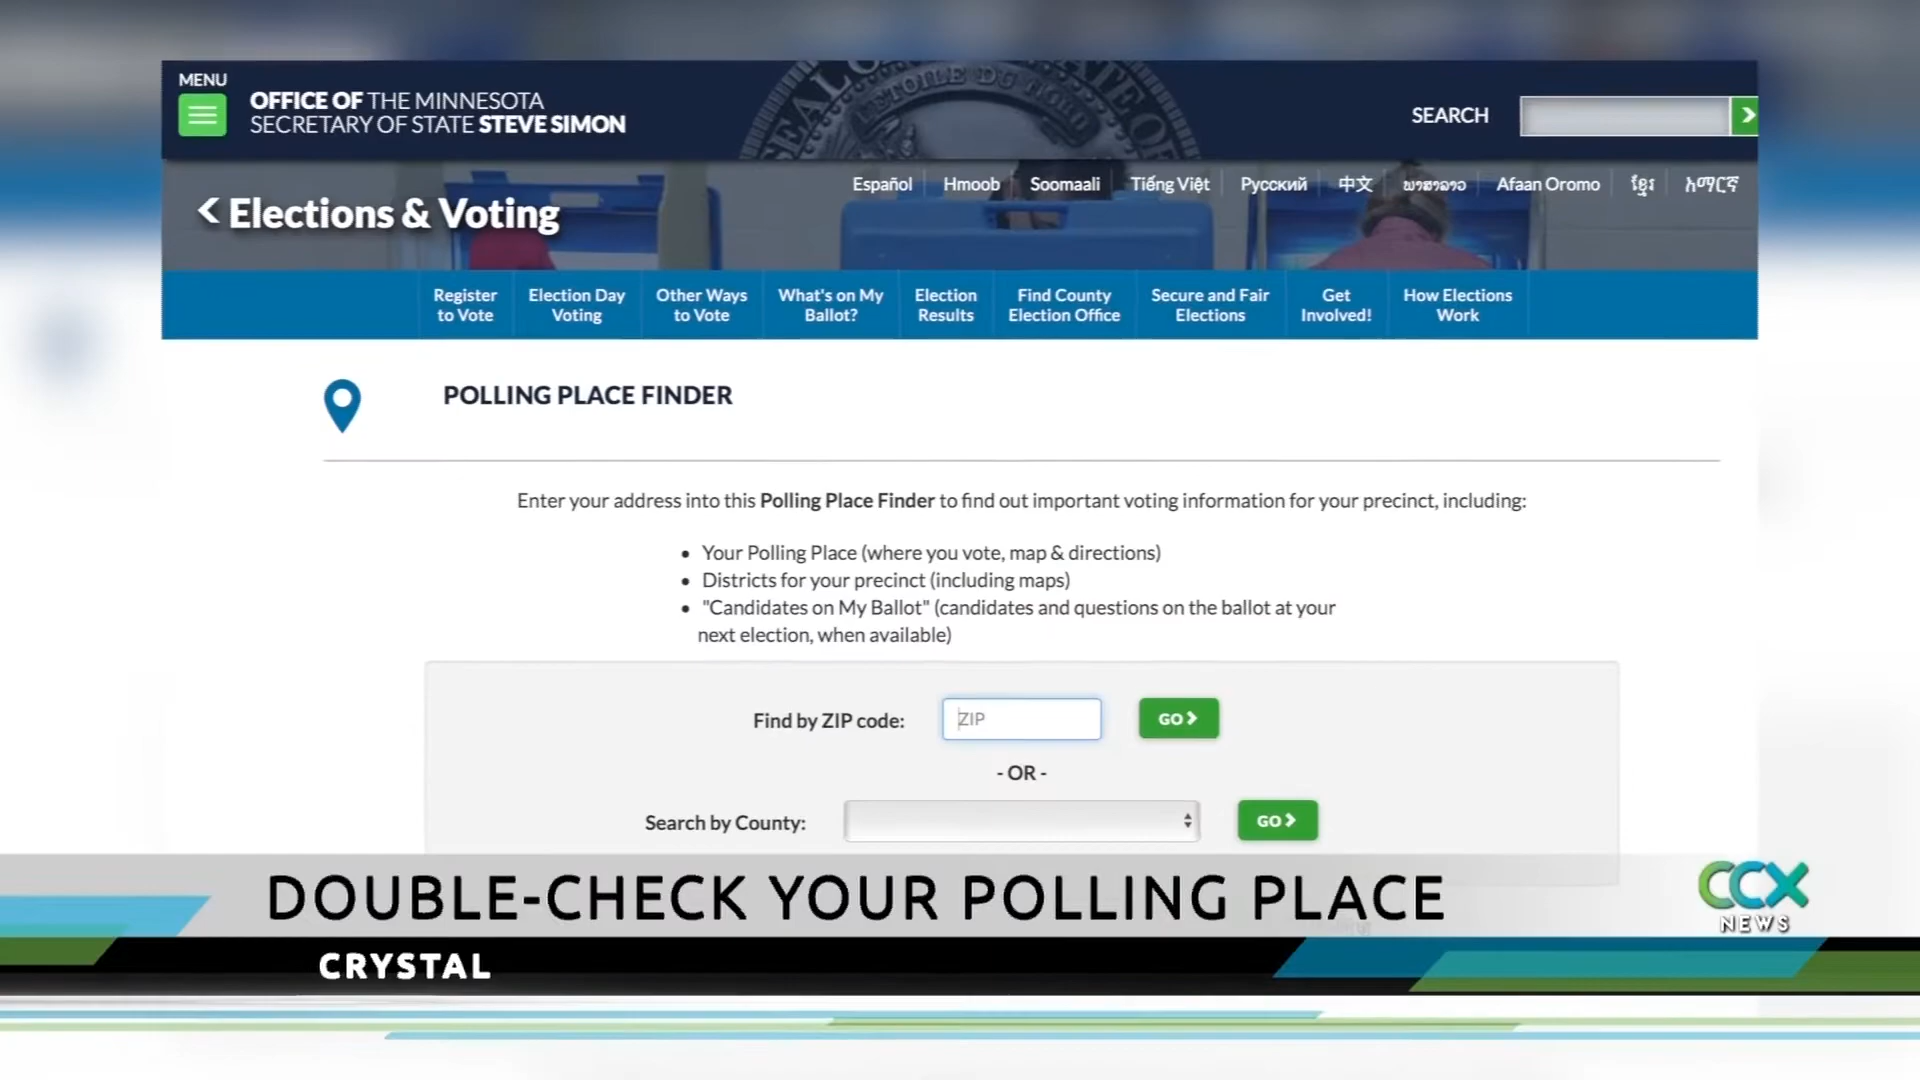 MENU
OFFICE OF THE MINNESOTA
SECRETARY OF STATE STEVE SIMON
SEARCH
Español Hmoob Soomaali Tiếng Việt Русский 中文 ພາສາລາວ Afaan Oromo ខ្មែរ አማርኛ
Elections & Voting
Register to Vote
Election Day Voting
Other Ways to Vote
What's on My Ballot?
Election Results
Find County Election Office
Secure and Fair Elections
Get Involved!
How Elections Work
POLLING PLACE FINDER
Enter your address into this Polling Place Finder to find out important voting information for your precinct, including:
• Your Polling Place (where you vote, map & directions)
• Districts for your precinct (including maps)
• "Candidates on My Ballot" (candidates and questions on the ballot at your
next election, when available)
Find by ZIP code: ZIP GO
- OR -
Search by County: GO
DOUBLE-CHECK YOUR POLLING PLACE
CCX
NEWS
CRYSTAL